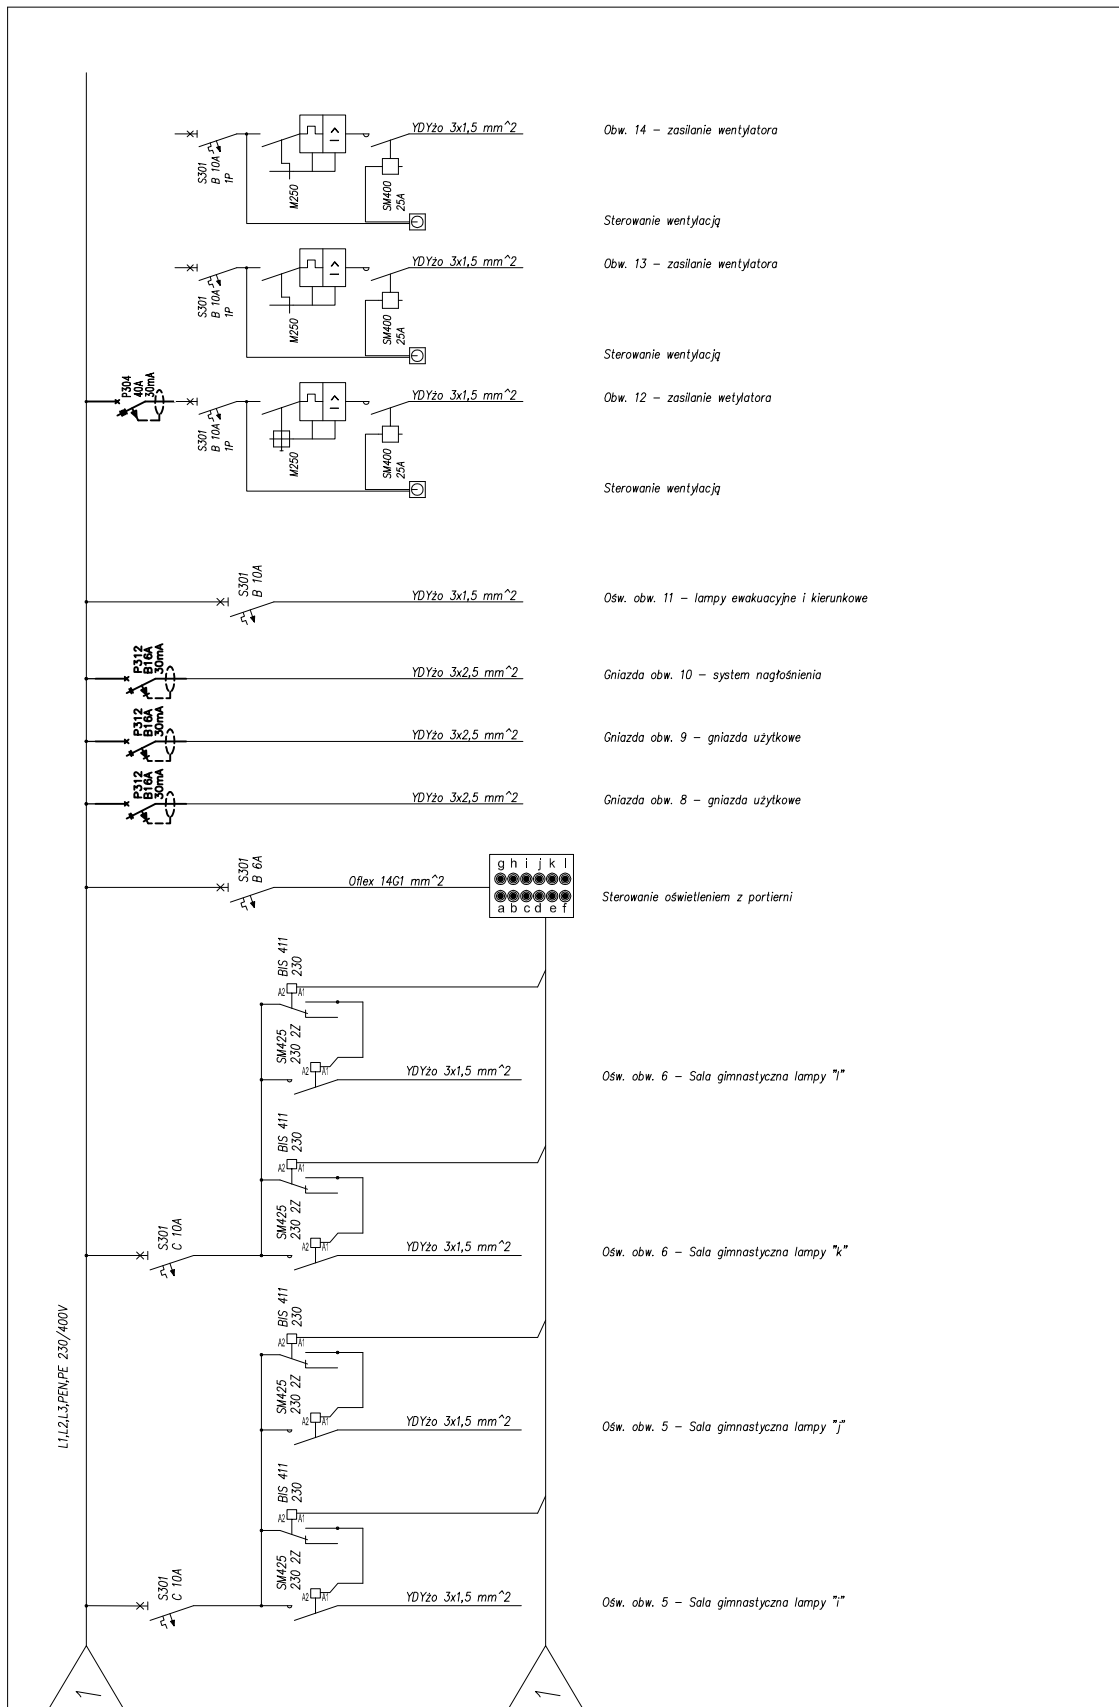 YDYżo 3x1,5 mm^2
Obw. 14 - zasilanie wentylatora
S301
B 10A
1P
M250
SM400
25A
Sterowanie wentylacją
YDYżo 3x1,5 mm^2
Obw. 13 - zasilanie wentylatora
S301
B 10A
1P
M250
SM400
25A
Sterowanie wentylacją
P304
40A
30mA
YDYżo 3x1,5 mm^2
Obw. 12 - zasilanie wetylatora
S301
B 10A
1P
M250
SM400
25A
Sterowanie wentylacją
S301
B 10A
YDYżo 3x1,5 mm^2
Ośw. obw. 11 - lampy ewakuacyjne i kierunkowe
P312
B16A
30mA
YDYżo 3x2,5 mm^2
Gniazda obw. 10 - system nagłośnienia
P312
B16A
30mA
YDYżo 3x2,5 mm^2
Gniazda obw. 9 - gniazda użytkowe
P312
B16A
30mA
YDYżo 3x2,5 mm^2
Gniazda obw. 8 - gniazda użytkowe
S301
B 6A
Oflex 14G1 mm^2
g h i j k l
a b c d e f
Sterowanie oświetleniem z portierni
BIS 411
230
A2 A1
SM425
230 2Z
A2 A1
YDYżo 3x1,5 mm^2
Ośw. obw. 6 - Sala gimnastyczna lampy "l"
BIS 411
230
A2 A1
SM425
230 2Z
A2 A1
S301
C 10A
YDYżo 3x1,5 mm^2
Ośw. obw. 6 - Sala gimnastyczna lampy "k"
L1,L2,L3,PEN,PE 230/400V
BIS 411
230
A2 A1
SM425
230 2Z
A2 A1
YDYżo 3x1,5 mm^2
Ośw. obw. 5 - Sala gimnastyczna lampy "j"
BIS 411
230
A2 A1
SM425
230 2Z
A2 A1
S301
C 10A
YDYżo 3x1,5 mm^2
Ośw. obw. 5 - Sala gimnastyczna lampy "i"
1
1